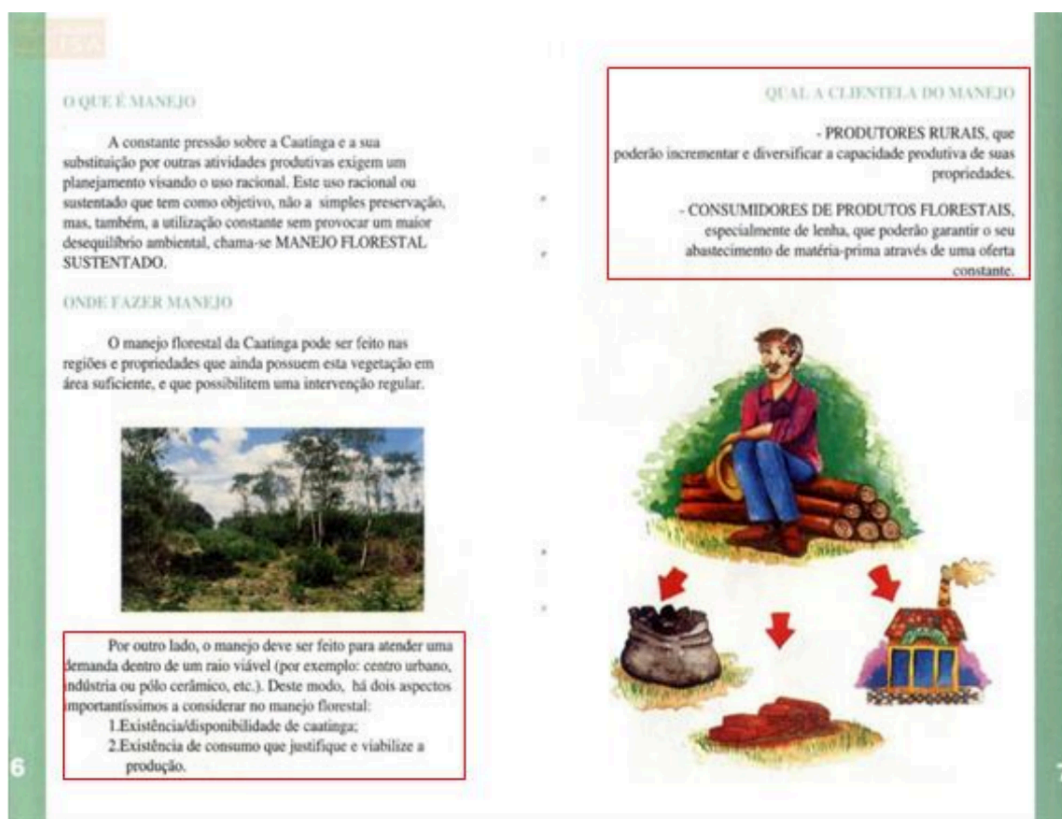 O QUE É MANEJO
A constante pressão sobre a Caatinga e a sua
substituição por outras atividades produtivas exigem um
planejamento visando o uso racional. Este uso racional ou
sustentado que tem como objetivo, não a simples preservação,
mas, também, a utilização constante sem provocar um maior
desequilíbrio ambiental, chama-se MANEJO FLORESTAL
SUSTENTADO.
ONDE FAZER MANEJO
O manejo florestal da Caatinga pode ser feito nas
regiões e propriedades que ainda possuem esta vegetação em
área suficiente, e que possibilitem uma intervenção regular.
Por outro lado, o manejo deve ser feito para atender uma
demanda dentro de um raio viável (por exemplo: centro urbano,
indústria ou pólo cerâmico, etc.). Deste modo, há dois aspectos
importantíssimos a considerar no manejo florestal:
1.Existência/disponibilidade de caatinga;
2.Existência de consumo que justifique e viabilize a
produção.
6
QUAL A CLIENTELA DO MANEJO
- PRODUTORES RURAIS, que
poderão incrementar e diversificar a capacidade produtiva de suas
propriedades.
- CONSUMIDORES DE PRODUTOS FLORESTAIS,
especialmente de lenha, que poderão garantir o seu
abastecimento de matéria-prima através de uma oferta
constante.